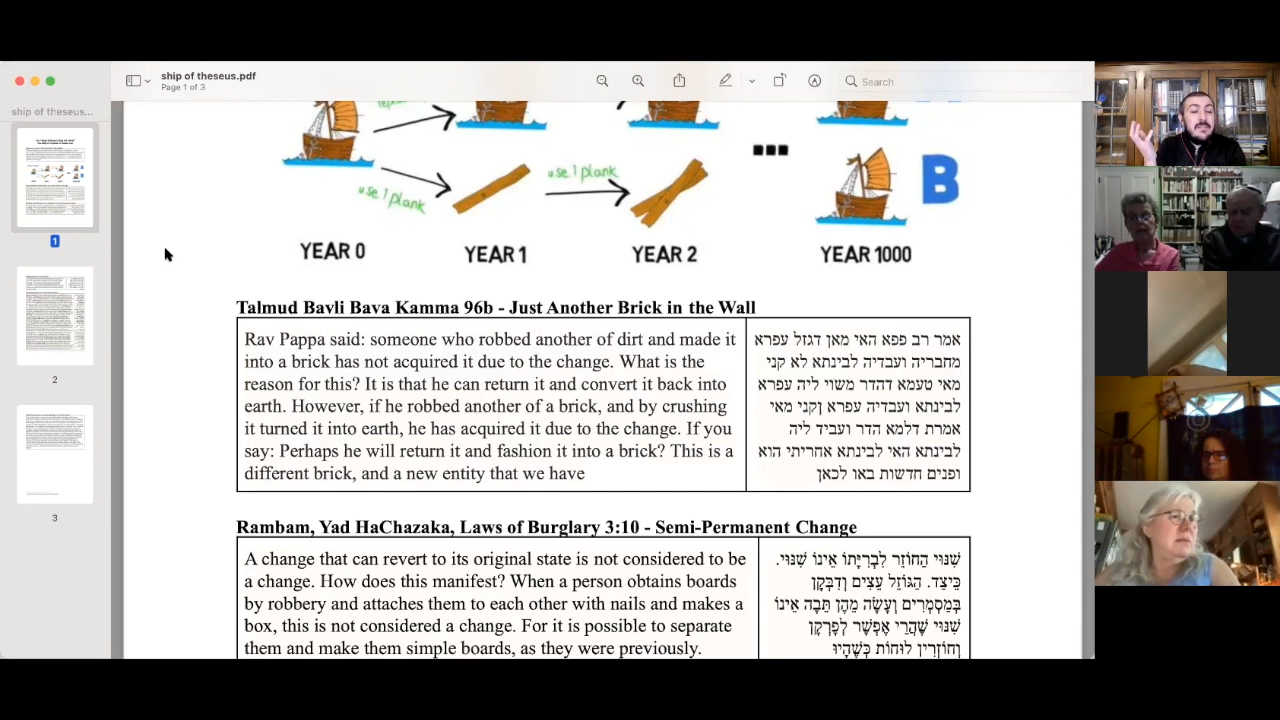 ship of theseus.pdf
Page 1 of 3
Search
ship of theseus...
1
2
3
use 1 plank
use 1 plank
B
YEAR 0
YEAR 1
YEAR 2
YEAR 1000
Talmud Bavli Bava Kamma 96b - Just Another Brick in the Wall
Rav Pappa said: someone who robbed another of dirt and made it
into a brick has not acquired it due to the change. What is the
reason for this? It is that he can return it and convert it back into
earth. However, if he robbed another of a brick, and by crushing
it turned it into earth, he has acquired it due to the change. If you
say: Perhaps he will return it and fashion it into a brick? This is a
different brick, and a new entity that we have
אמר רב פפא האי מאן דגזל עפרא
מחבריה ועבדיה לבינתא לא קני
מאי טעמא דהדר משוי ליה עפרא
לבינתא ועבדיה עפרא וקני מאי
אמרת דלמא הדר ועביד ליה
לבינתא האי לבינתא אחריתי הוא
ופנים חדשות באו לכאן
Rambam, Yad HaChazaka, Laws of Burglary 3:10 - Semi-Permanent Change
A change that can revert to its original state is not considered to be
a change. How does this manifest? When a person obtains boards
by robbery and attaches them to each other with nails and makes a
box, this is not considered a change. For it is possible to separate
them and make them simple boards, as they were previously.
שִׁנּוּי הַחוֹזֵר לִבְרִיָּתוֹ אֵינוֹ שִׁנּוּי.
כֵּיצַד. הַגּוֹזֵל עֵצִים וְדִבְּקָן
בְּמַסְמְרִים וְעָשָׂה מֵהֶן תֵּבָה אֵינוֹ
שִׁנּוּי שֶׁהֲרֵי אֶפְשָׁר לְפָרְקָן
וְחוֹזְרִין לוּחוֹת כְּשֶׁהָיוּ